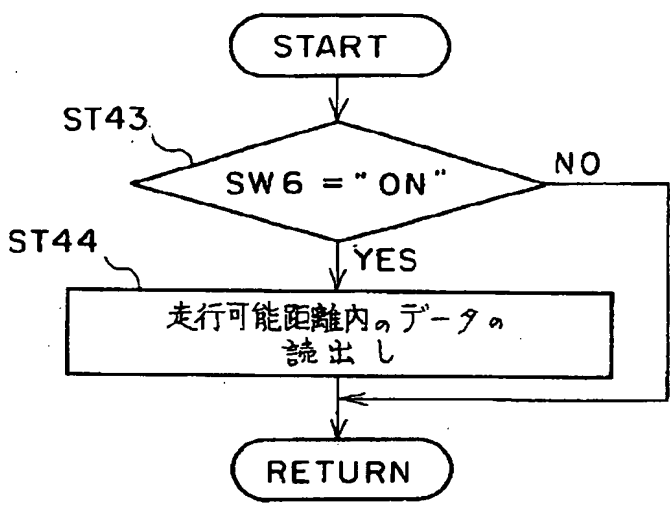 START
ST43
SW6 = "ON"
NO
ST44
YES
走行可能距離内のデータの
読出し
RETURN